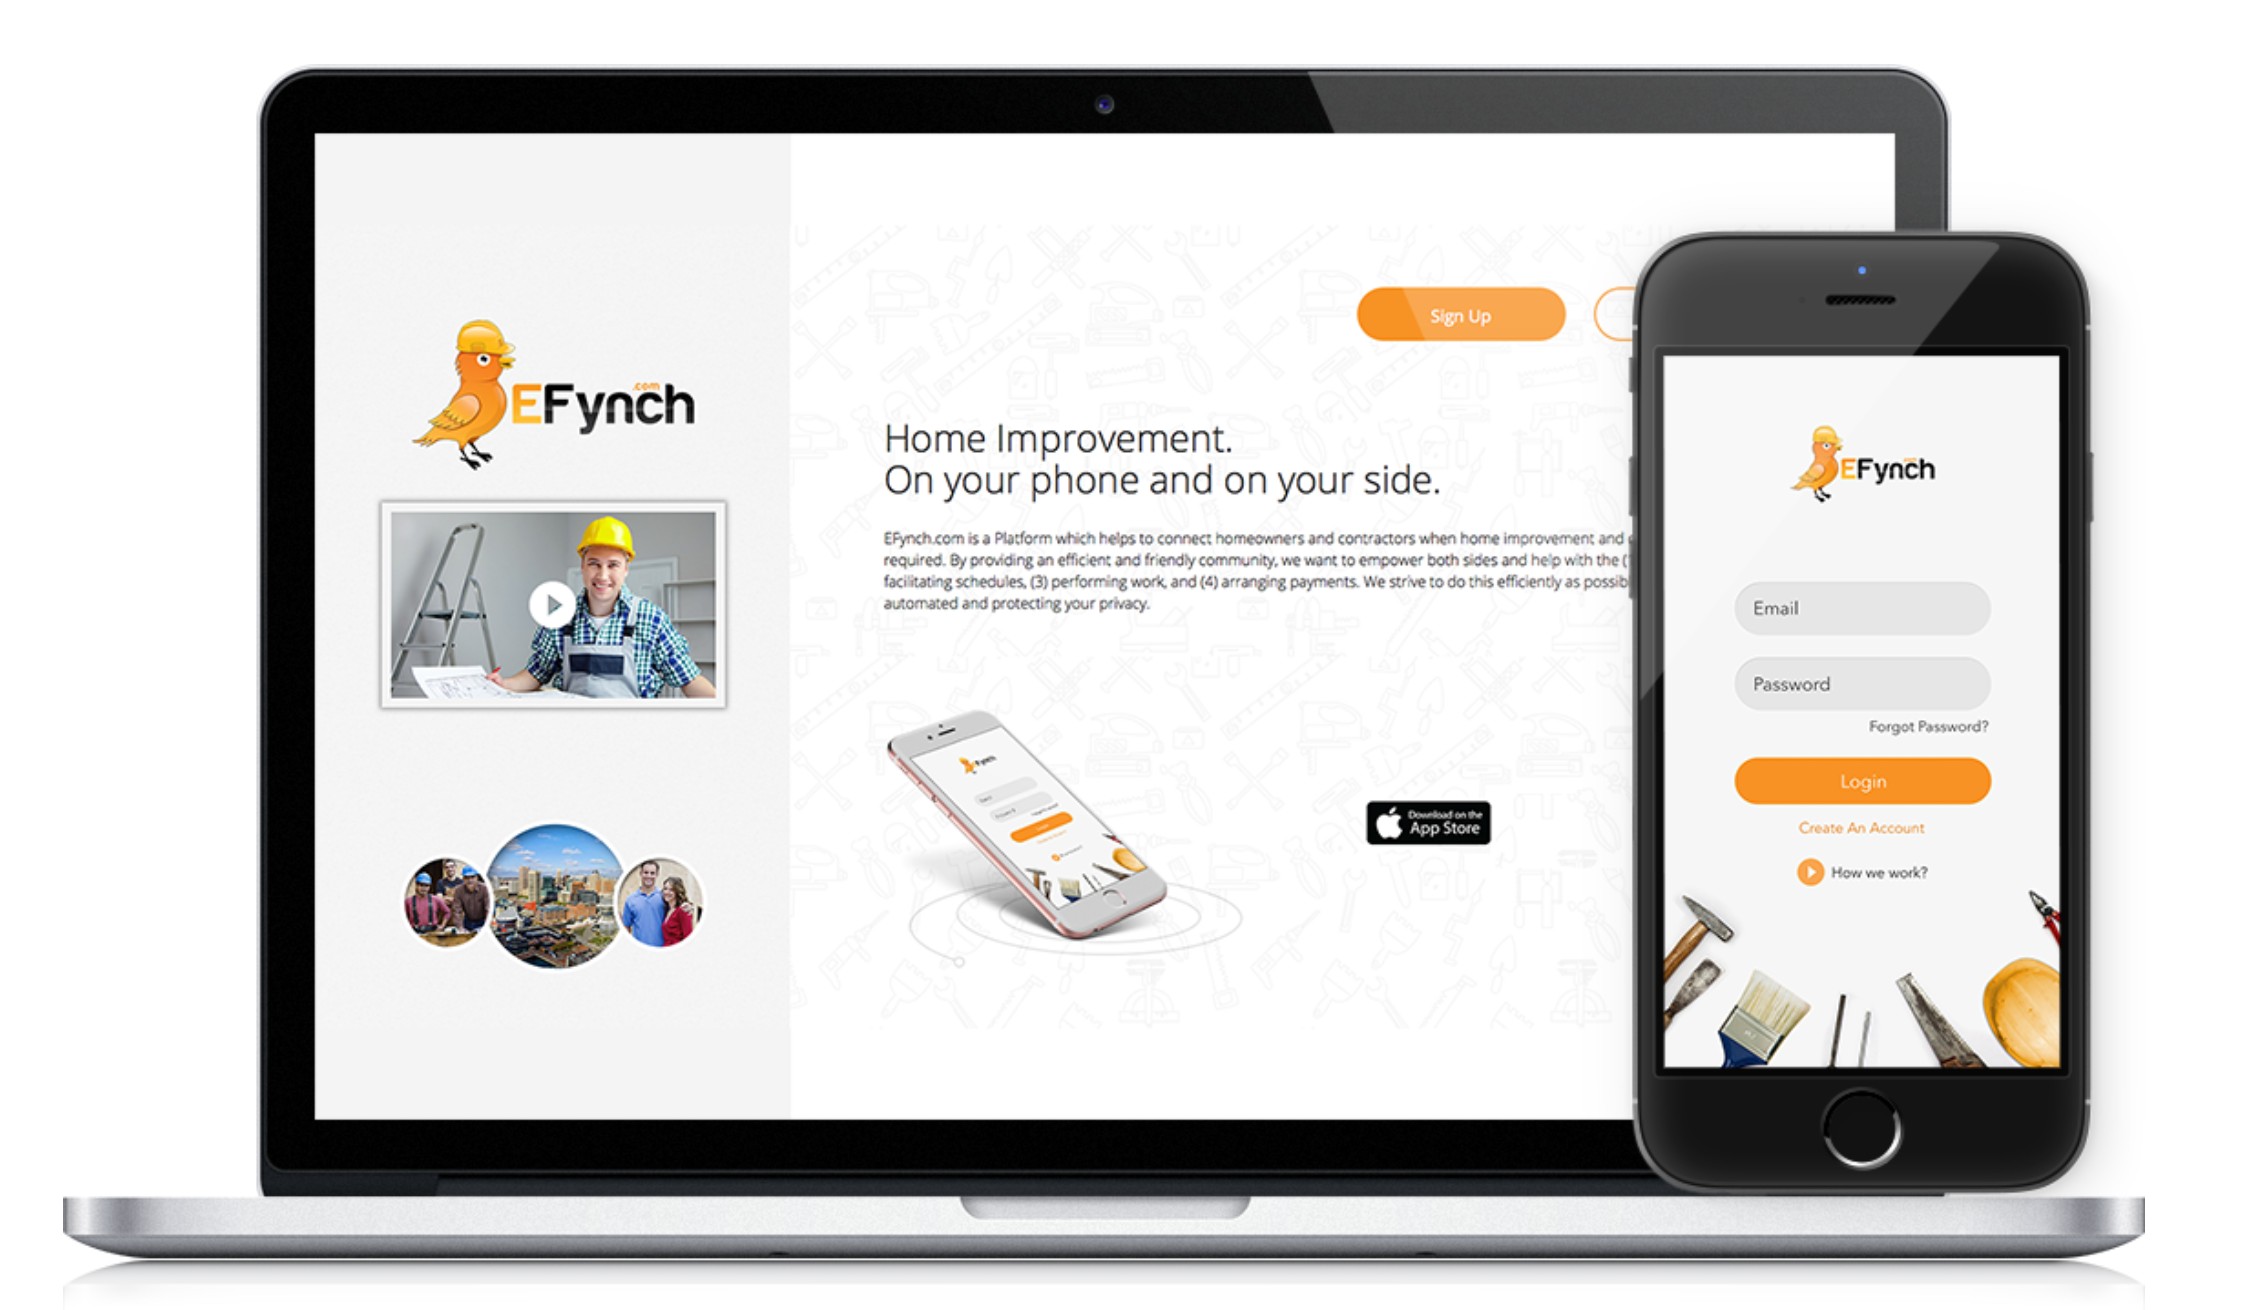 Sign Up
.com
EFynch
Home Improvement.
On your phone and on your side.
EFynch.com is a Platform which helps to connect homeowners and contractors when home improvement and
required. By providing an efficient and friendly community, we want to empower both sides and help with the
facilitating schedules, (3) performing work, and (4) arranging payments. We strive to do this efficiently as
automated and protecting your privacy.
Fynch
Download on the
App Store
EFynch
Email
Password
Forgot Password?
Login
Create An Account
How we work?